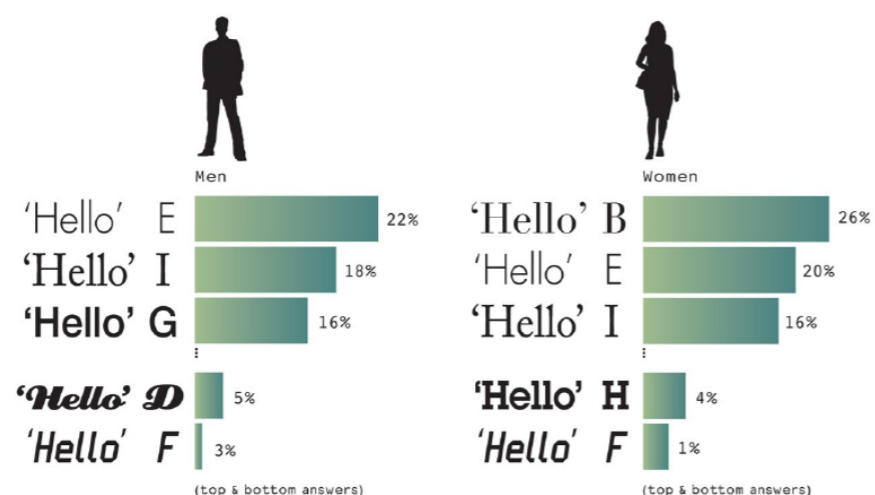 Men
‘Hello’ E 22%
‘Hello’ I 18%
‘Hello’ G 16%
‘Hello’ D 5%
‘Hello’ F 3%
(top & bottom answers)
Women
‘Hello’ B 26%
‘Hello’ E 20%
‘Hello’ I 16%
‘Hello’ H 4%
‘Hello’ F 1%
(top & bottom answers)